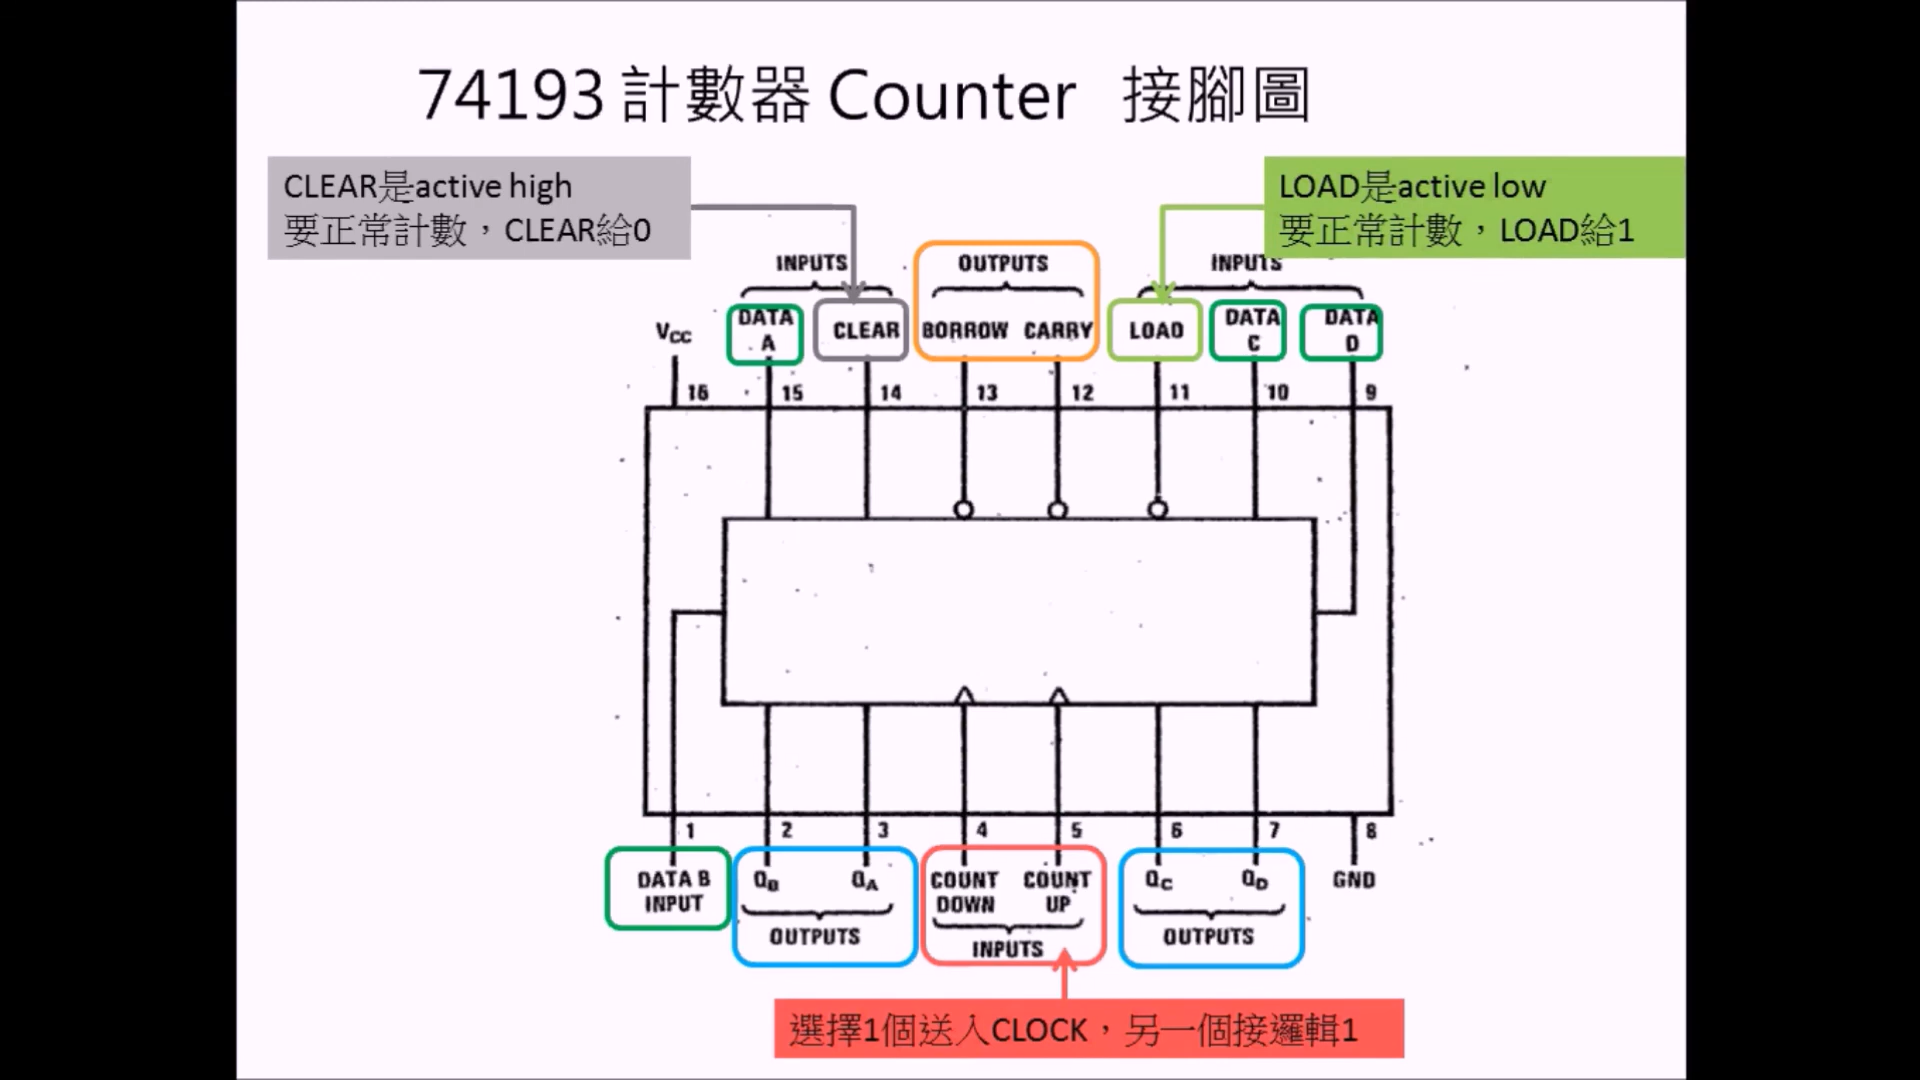 74193 計數器 Counter 接腳圖
CLEAR是active high
要正常計數，CLEAR給0
LOAD是active low
要正常計數，LOAD給1
INPUTS
OUTPUTS
INPUTS
VCC
DATA A
CLEAR
BORROW
CARRY
LOAD
DATA C
DATA D
16
15
14
13
12
11
10
9
1
2
3
4
5
6
7
8
DATA B INPUT
QB
QA
COUNT DOWN
COUNT UP
QC
QD
GND
OUTPUTS
INPUTS
OUTPUTS
選擇1個送入CLOCK，另一個接邏輯1